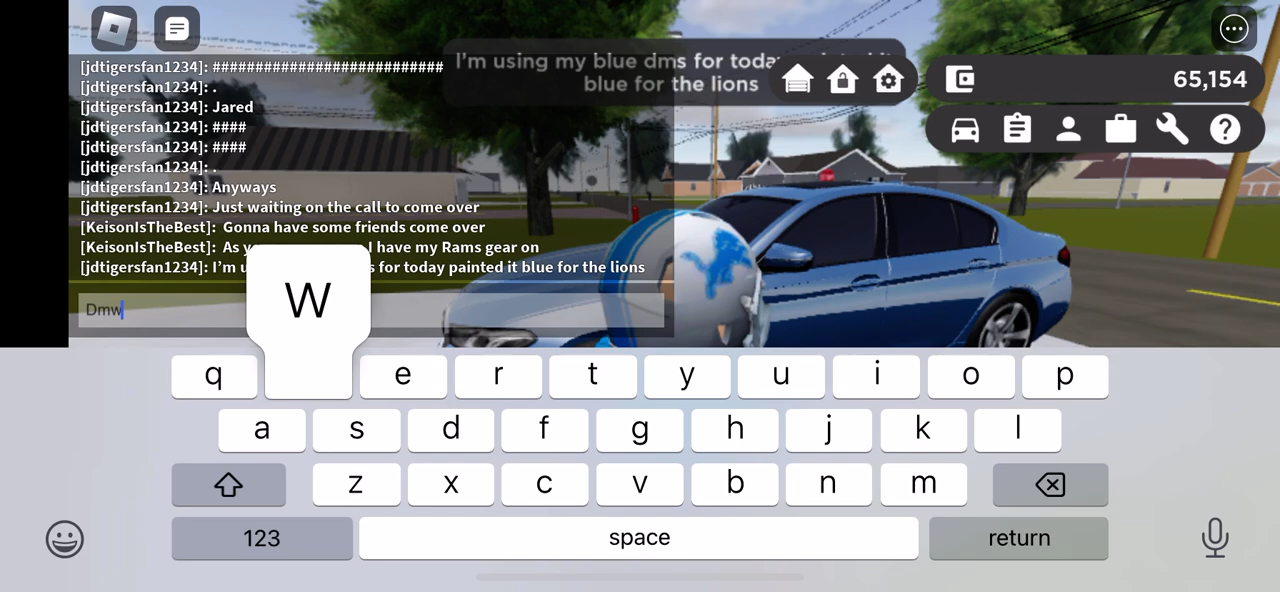 [jdtigersfan1234]: ###########################
[jdtigersfan1234]: .
[jdtigersfan1234]: Jared
[jdtigersfan1234]: ####
[jdtigersfan1234]: ####
[jdtigersfan1234]: .
[jdtigersfan1234]: Anyways
[jdtigersfan1234]: Just waiting on the call to come over
[KeisonIsTheBest]: Gonna have some friends come over
[KeisonIsTheBest]: As I have my Rams gear on
[jdtigersfan1234]: I'm for today painted it blue for the lions
I'm using my blue dms for
blue for the lions
65,154
Dmw
W
q e r t y u i o p
a s d f g h j k l
z x c v b n m
123 space return